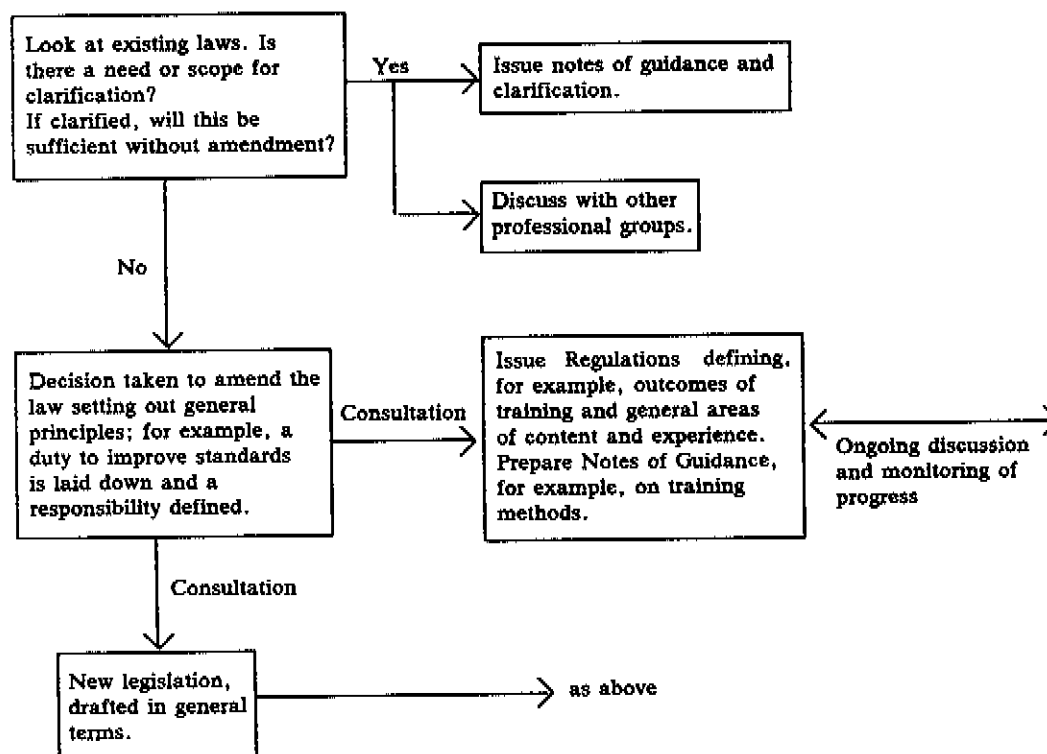 Look at existing laws. Is
there a need or scope for
clarification?
If clarified, will this be
sufficient without amendment?
Yes
Issue notes of guidance and
clarification.
Discuss with other
professional groups.
No
Decision taken to amend the
law setting out general
principles; for example, a
duty to improve standards
is laid down and a
responsibility defined.
Consultation
Issue Regulations defining,
for example, outcomes of
training and general areas
of content and experience.
Prepare Notes of Guidance,
for example, on training
methods.
Ongoing discussion
and monitoring of
progress
Consultation
New legislation,
drafted in general
terms.
as above